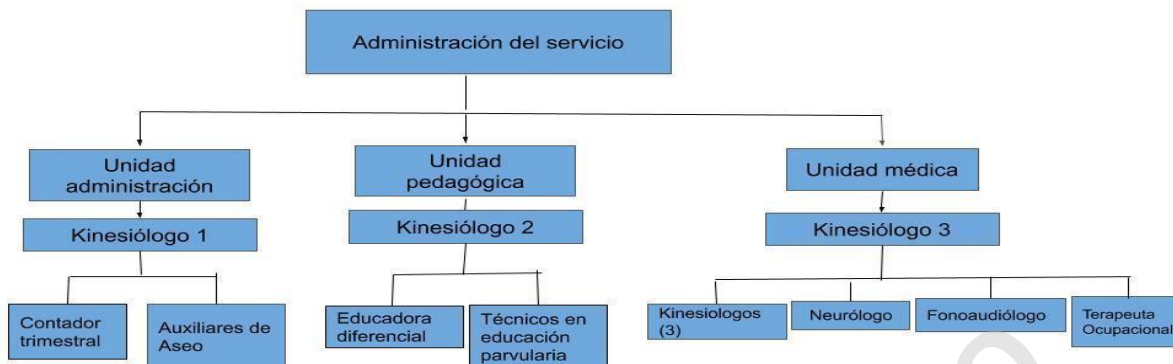 Administración del servicio
Unidad
administración
Unidad
pedagógica
Unidad médica
Kinesiólogo 1
Kinesiólogo 2
Kinesiólogo 3
Contador
trimestral
Auxiliares de
Aseo
Educadora
diferencial
Técnicos en
educación
parvularia
Kinesiologos
(3)
Neurólogo
Fonoaudiólogo
Terapeuta
Ocupacional